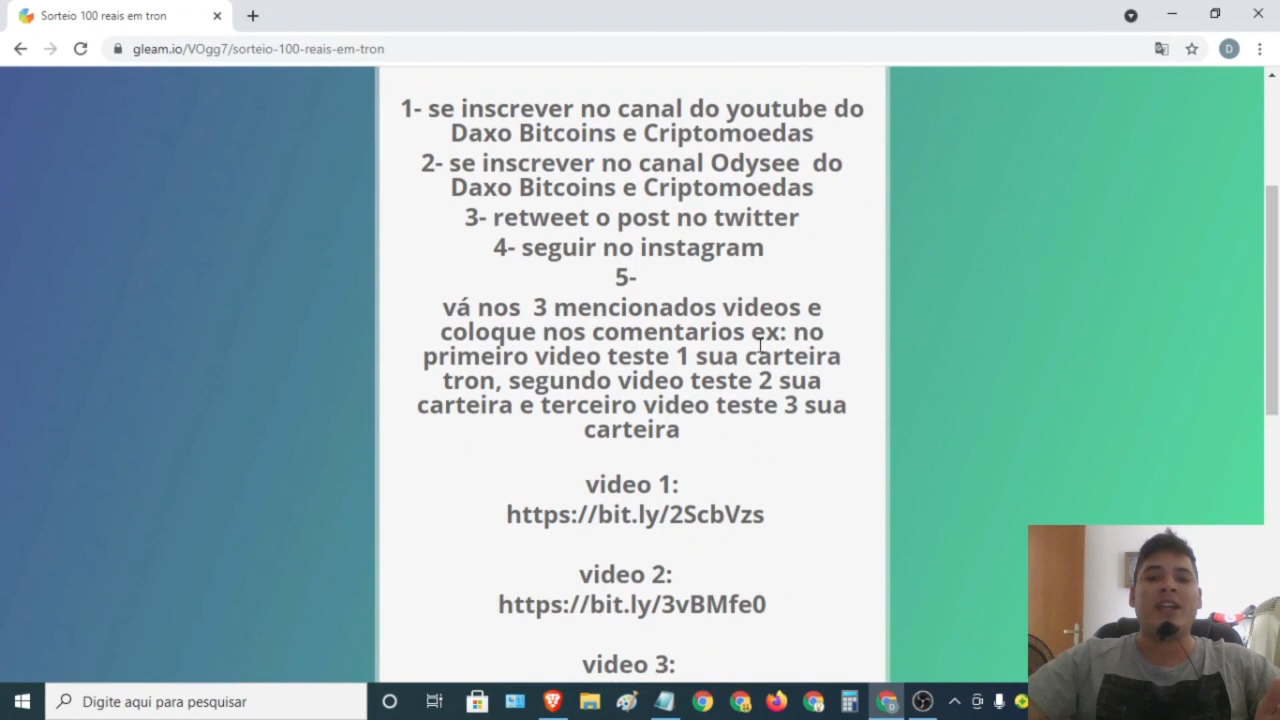 Sorteio 100 reais em tron
gleam.io/VOgg7/sorteio-100-reais-em-tron
D
1- se inscrever no canal do youtube do
Daxo Bitcoins e Criptomoedas
2- se inscrever no canal Odysee do
Daxo Bitcoins e Criptomoedas
3- retweet o post no twitter
4- seguir no instagram
5-
vá nos 3 mencionados videos e
coloque nos comentarios ex: no
primeiro video teste 1 sua carteira
tron, segundo video teste 2 sua
carteira e terceiro video teste 3 sua
carteira
video 1:
https://bit.ly/2ScbVzs
video 2:
https://bit.ly/3vBMfe0
video 3:
Digite aqui para pesquisar